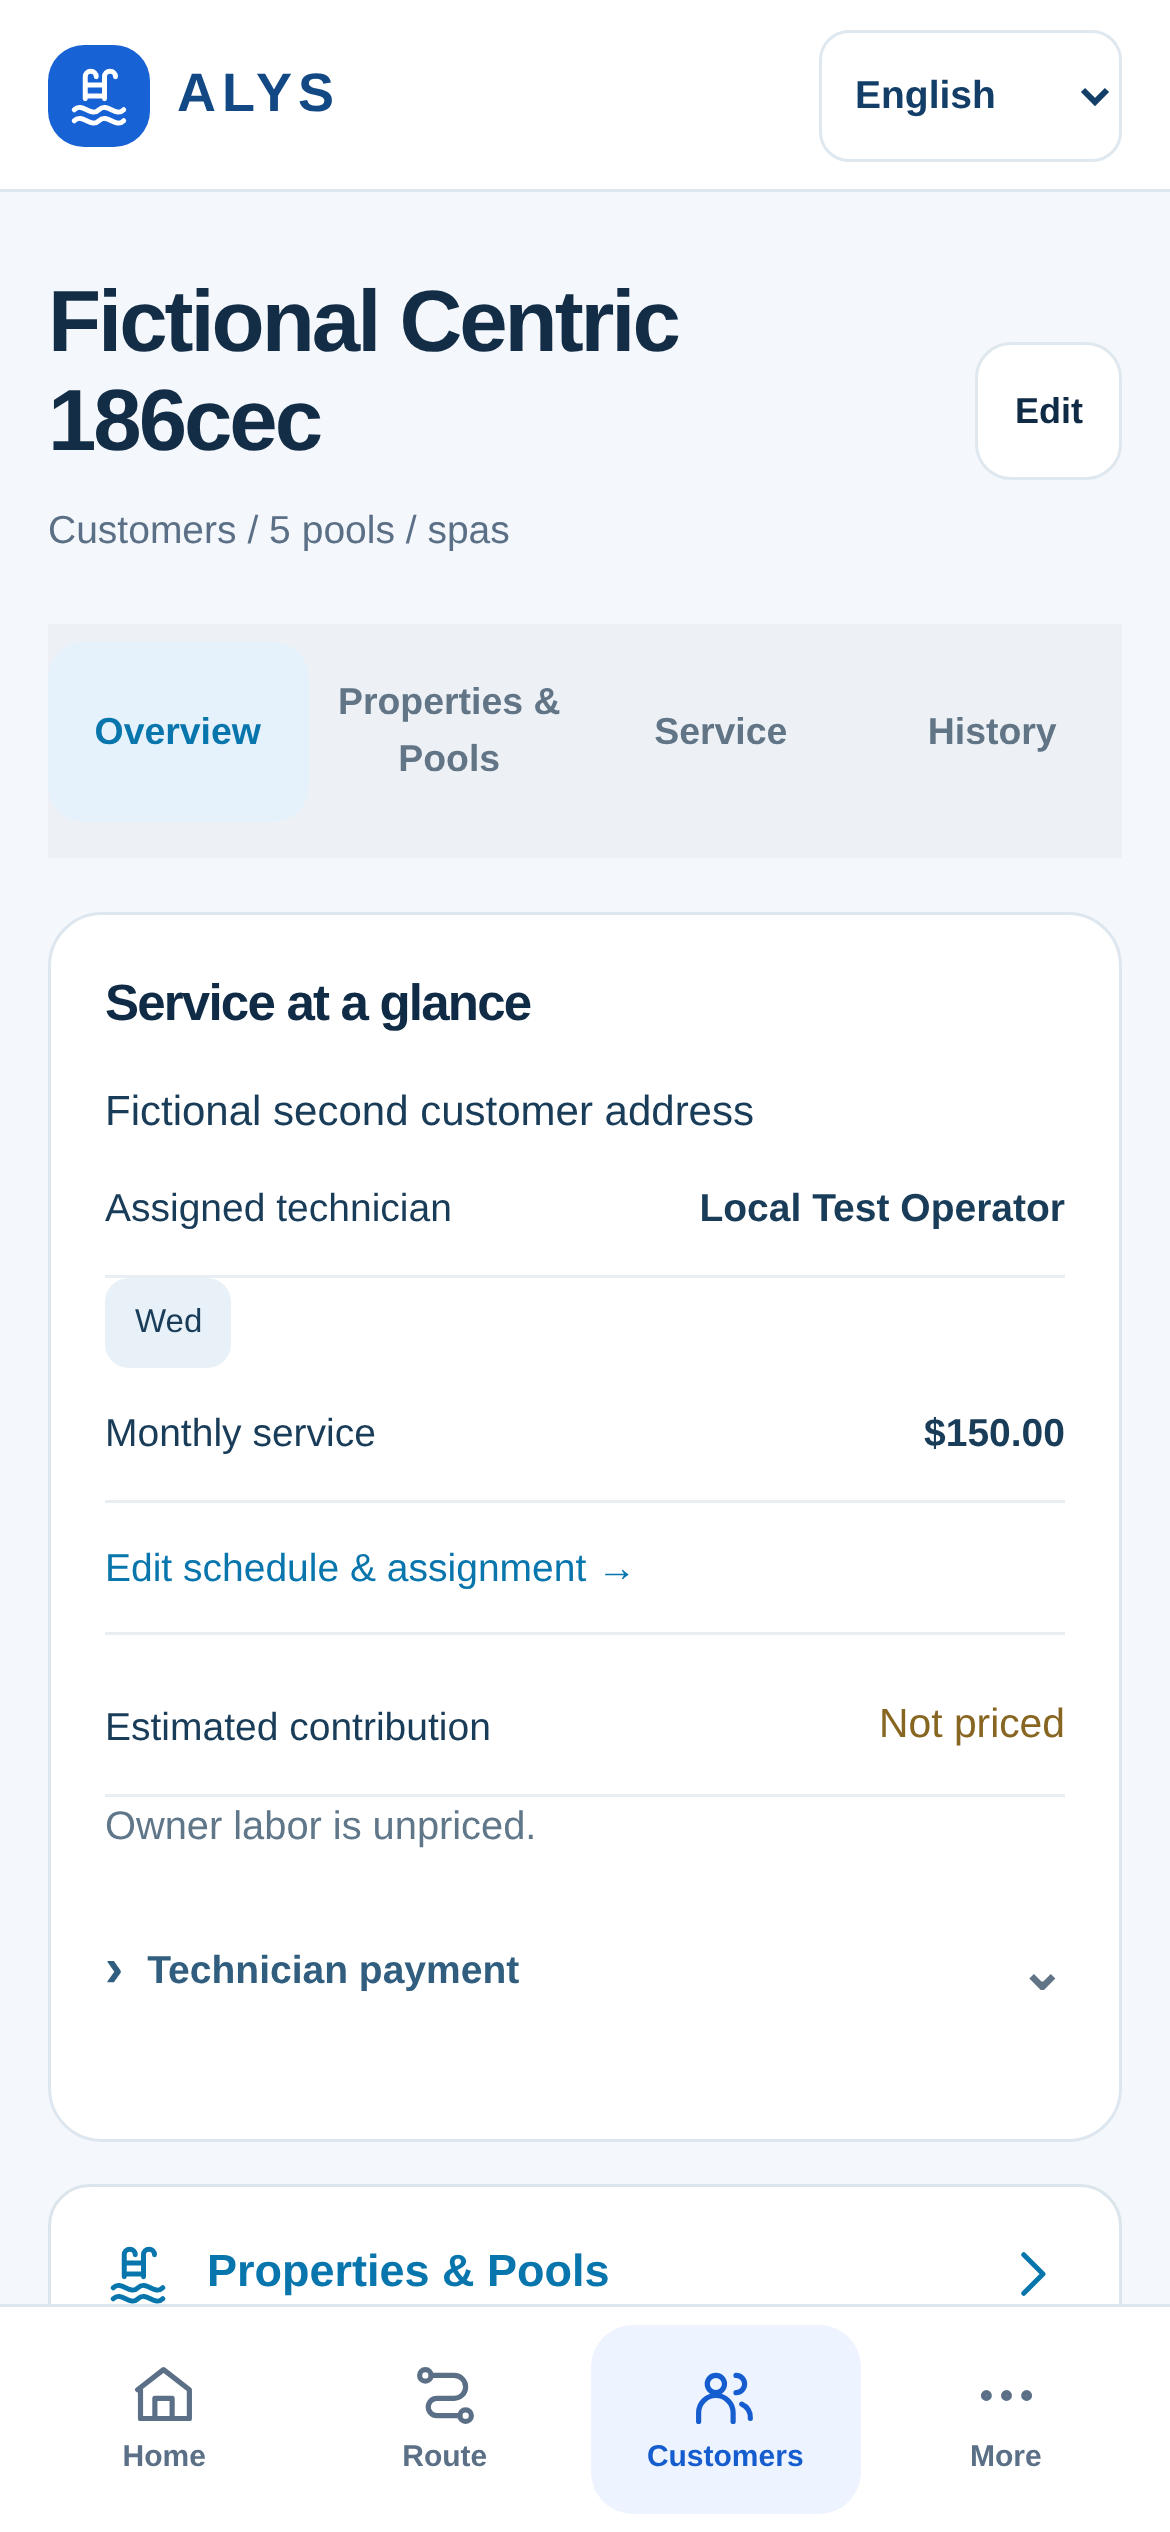 ALYS
English
Fictional Centric
186cec
Edit
Customers / 5 pools / spas
Overview
Properties &
Pools
Service
History
Service at a glance
Fictional second customer address
Assigned technician
Local Test Operator
Wed
Monthly service
$150.00
Edit schedule & assignment →
Estimated contribution
Not priced
Owner labor is unpriced.
› Technician payment
Properties & Pools
Home
Route
Customers
More